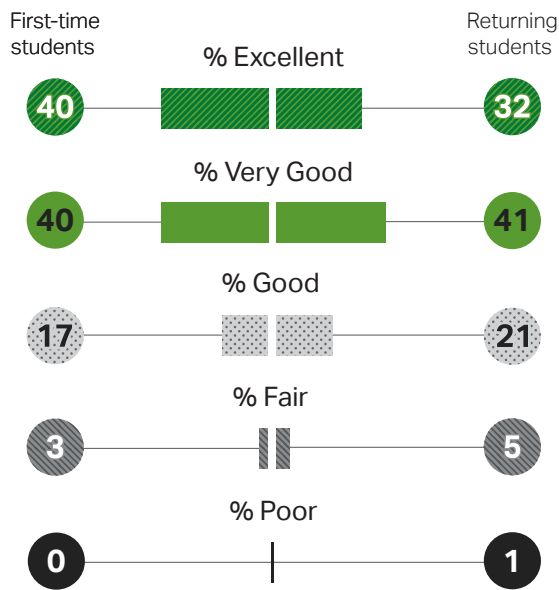 First-time
students
Returning
students
% Excellent
40
32
% Very Good
40
41
% Good
17
21
% Fair
3
5
% Poor
0
1